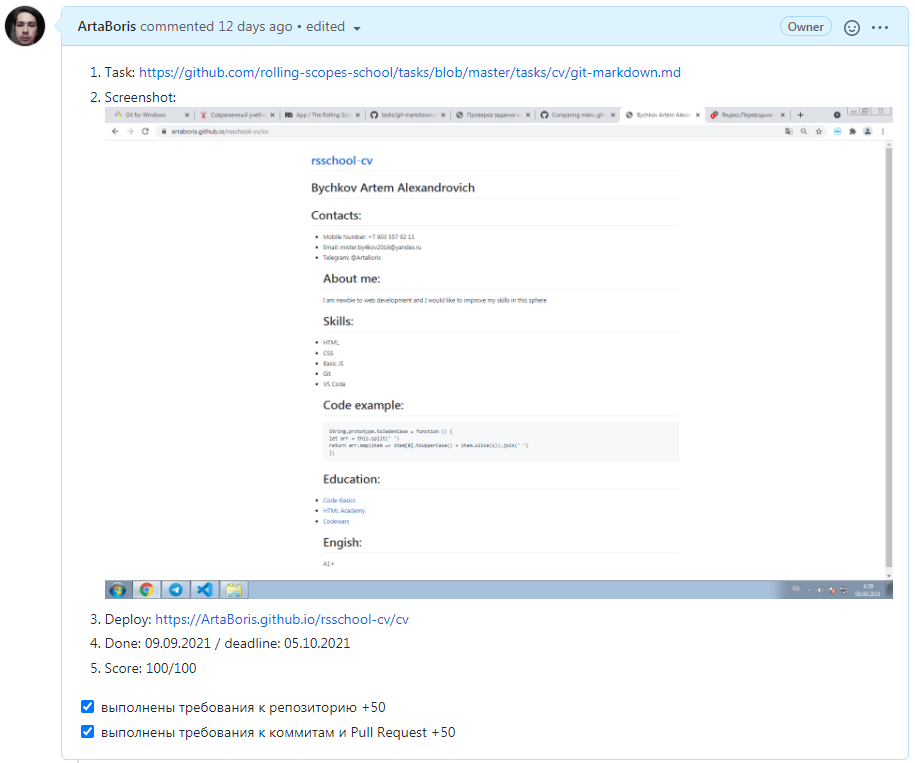 ArtaBoris commented 12 days ago • edited
Owner
1. Task: https://github.com/rolling-scopes-school/tasks/blob/master/tasks/cv/git-markdown.md
2. Screenshot:
Git for Windows
Современный учебн
App / The Rolling Sco
tasks/git-markdown.
Проверка задания
Comparing main...gi
Bychkov Artem Alexa
Яндекс.Переводчик
artaboris.github.io/rsschool-cv/cv
rsschool-cv
Bychkov Artem Alexandrovich
Contacts:
• Mobile Number: +7 903 557 92 13
• Email: mister.by4kov2016@yandex.ru
• Telegram: @ArtaBoris
About me:
I am newbie to web development and I would like to improve my skills in this sphere
Skills:
• HTML
• CSS
• Basic JS
• Git
• VS Code
Code example:
String.prototype.toJadenCase = function () {
let arr = this.split(' ')
return arr.map(item => item[0].toUpperCase() + item.slice(1)).join(' ')
};
Education:
• Code-Basics
• HTML Academy
• Codewars
Engish:
A1+
EN
4:39
09.09.2021
3. Deploy: https://ArtaBoris.github.io/rsschool-cv/cv
4. Done: 09.09.2021 / deadline: 05.10.2021
5. Score: 100/100
выполнены требования к репозиторию +50
выполнены требования к коммитам и Pull Request +50